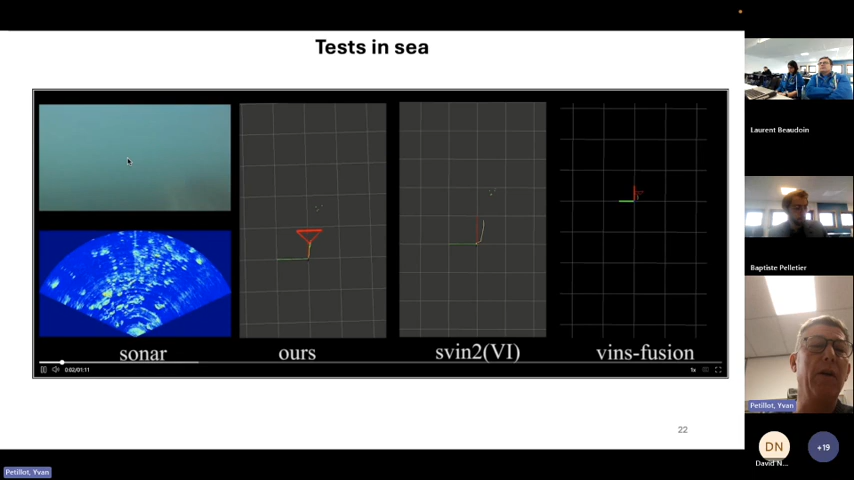 Tests in sea
sonar
ours
svin2(VI)
vins-fusion
0:02/01:11
1x
22
Laurent Beaudoin
Baptiste Pelletier
Petillot, Yvan
DN
+19
David N...
Petillot, Yvan